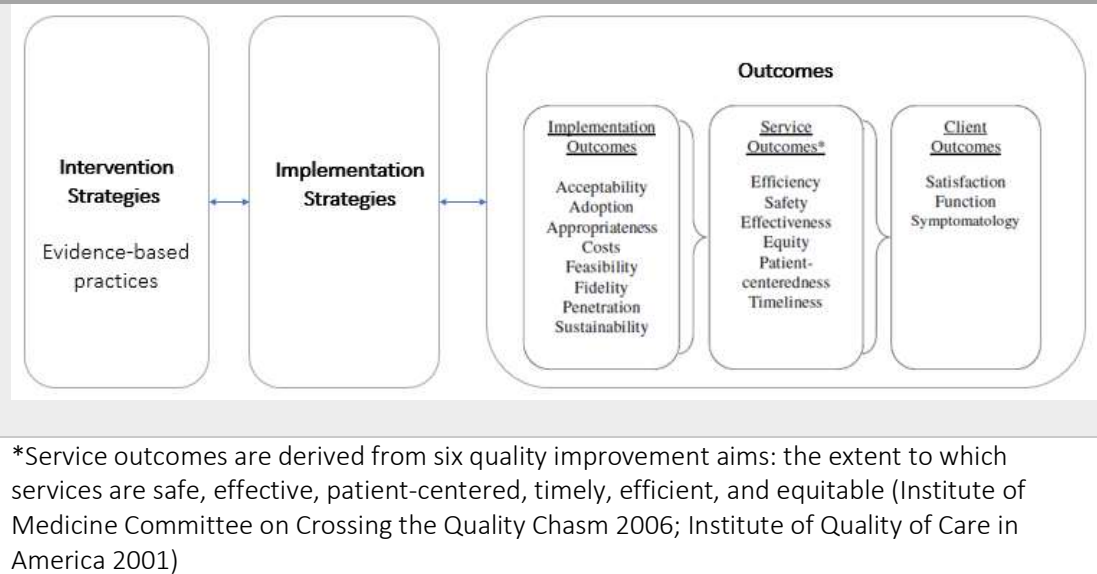 Intervention
Strategies
Evidence-based
practices
Implementation
Strategies
Outcomes
Implementation
Outcomes
Acceptability
Adoption
Appropriateness
Costs
Feasibility
Fidelity
Penetration
Sustainability
Service
Outcomes*
Efficiency
Safety
Effectiveness
Equity
Patient-
centeredness
Timeliness
Client
Outcomes
Satisfaction
Function
Symptomatology
*Service outcomes are derived from six quality improvement aims: the extent to which
services are safe, effective, patient-centered, timely, efficient, and equitable (Institute of
Medicine Committee on Crossing the Quality Chasm 2006; Institute of Quality of Care in
America 2001)